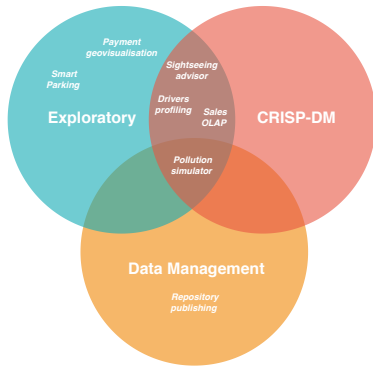 Payment
geovisualisation
Smart
Parking
Sightseeing
advisor
Drivers
profiling
Sales
OLAP
Exploratory
CRISP-DM
Pollution
simulator
Data Management
Repository
publishing